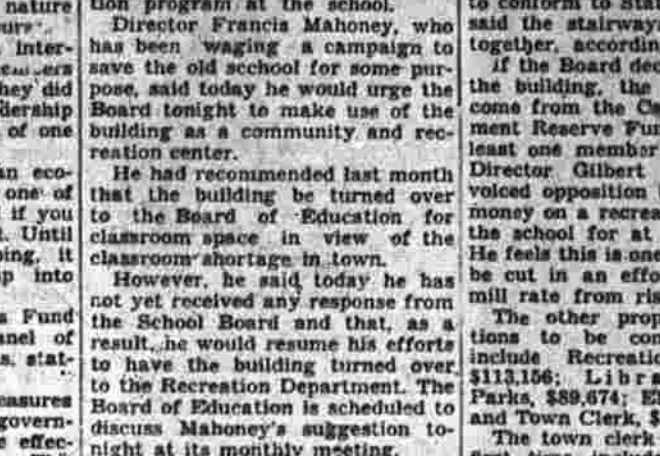 nature
inter-
they did
dership
of one
an eco-
one of
if you
t. Until
it
into
Fund
nel of
stat-
easures
govern-
effec-
tion program at the school.
Director Francis Mahoney, who
has been waging a campaign to
save the old scchool for some pur-
pose, said today he would urge the
Board tonight to make use of the
building as a community and rec-
reation center.
He had recommended last month
that the building be turned over
to the Board of Education for
classroom space in view of the
classroom shortage in town.
However, he said today he has
not yet received any response from
the School Board and that, as a
result, he would resume his efforts
to have the building turned over
to the Recreation Department. The
Board of Education is scheduled to
discuss Mahoney's suggestion to-
night at its monthly meeting.
to conform to Stat
said the stairways
together, accordin
If the Board dec
the building, the
come from the Ca
ment Reserve Fun
least one member
Director Gilbert
voiced opposition
money on a recrea
the school for at
He feels this is one
be cut in an effo
mill rate from ris
The other prop
tions to be con
include Recreatio
$113,156; Libra
Parks, $89,674; El
and Town Clerk, $
The town clerk